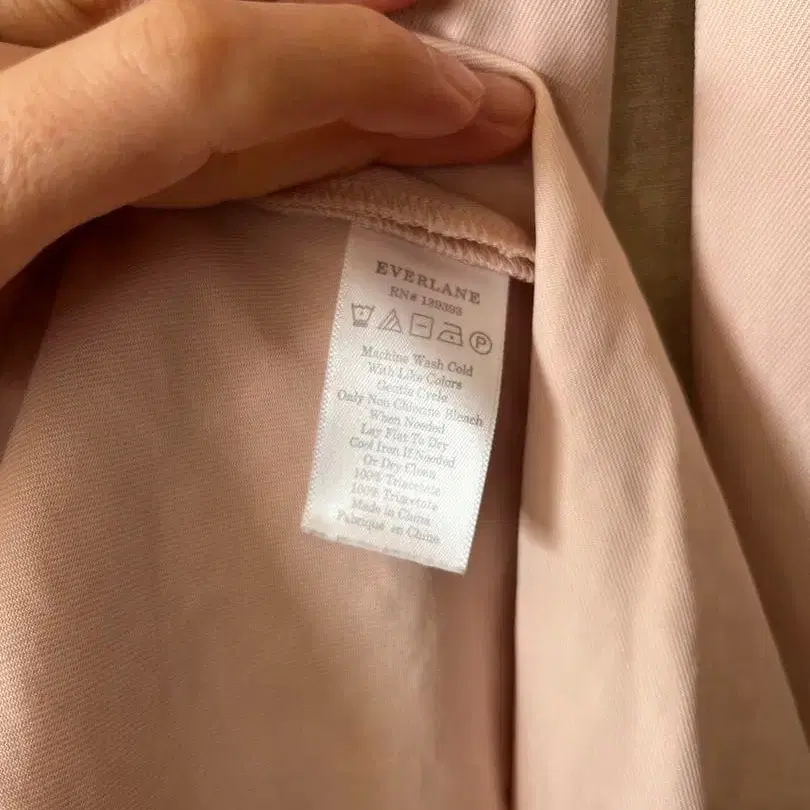 EVERLANE
RN# 139393
P
Machine Wash Cold
With Like Colors
Gentle Cycle
Only Non Chlorine Bleach
When Needed
Lay Flat To Dry
Cool Iron If Needed
Or Dry Clean
100% Triacetate
100% Triacetate
Made in China
Fabriqué en Chine